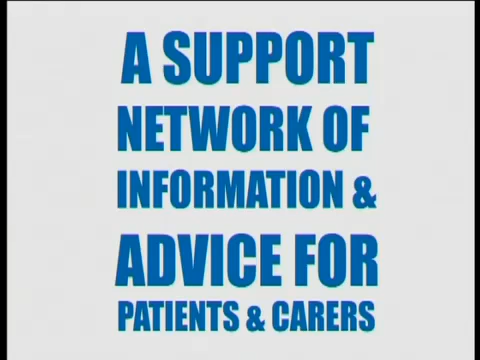 A SUPPORT
NETWORK OF
INFORMATION &
ADVICE FOR
PATIENTS & CARERS